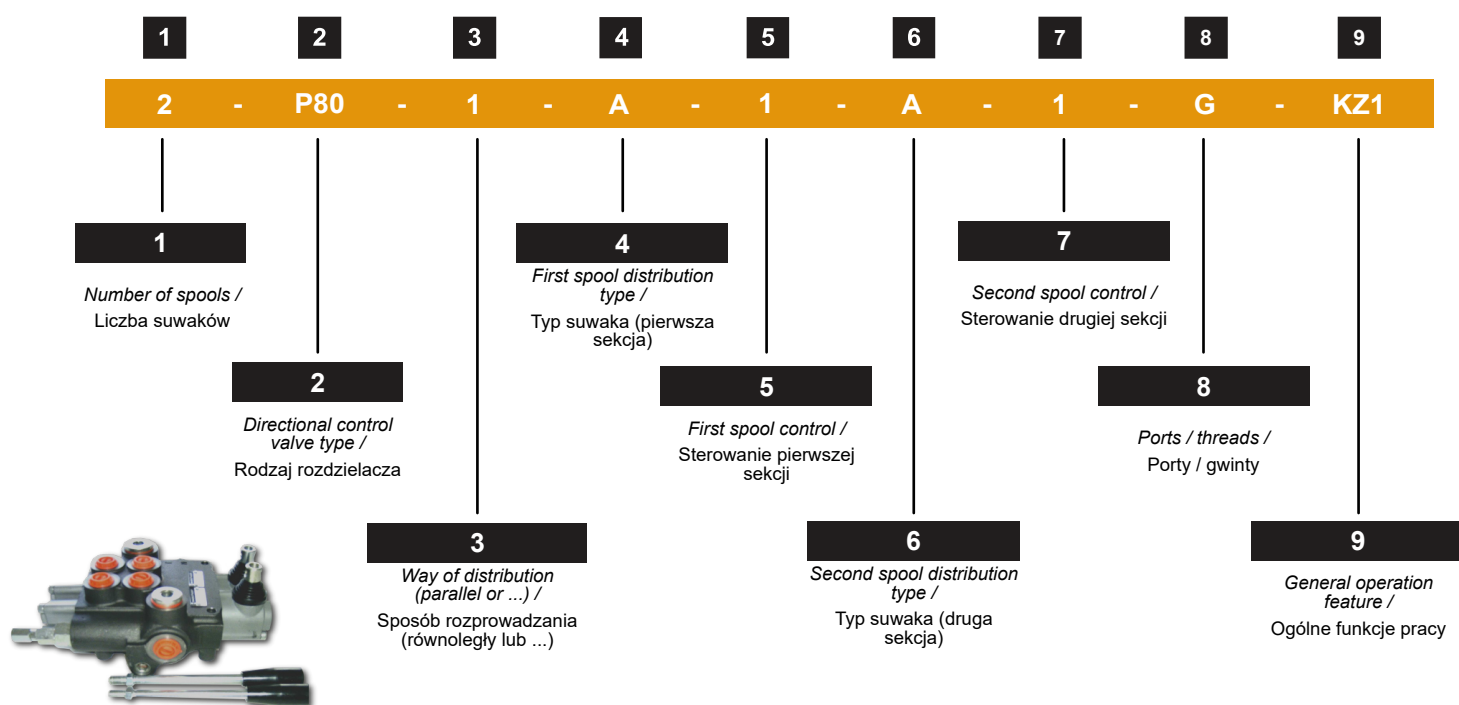 1 2 3 4 5 6 7 8 9
2 - P80 - 1 - A - 1 - A - 1 - G - KZ1
1
Number of spools /
Liczba suwaków
2
Directional control
valve type /
Rodzaj rozdzielacza
3
Way of distribution
(parallel or ...) /
Sposób rozprowadzania
(równoległy lub ...)
4
First spool distribution
type /
Typ suwaka (pierwsza
sekcja)
5
First spool control /
Sterowanie pierwszej
sekcji
6
Second spool distribution
type /
Typ suwaka (druga
sekcja)
7
Second spool control /
Sterowanie drugiej sekcji
8
Ports / threads /
Porty / gwinty
9
General operation
feature /
Ogólne funkcje pracy